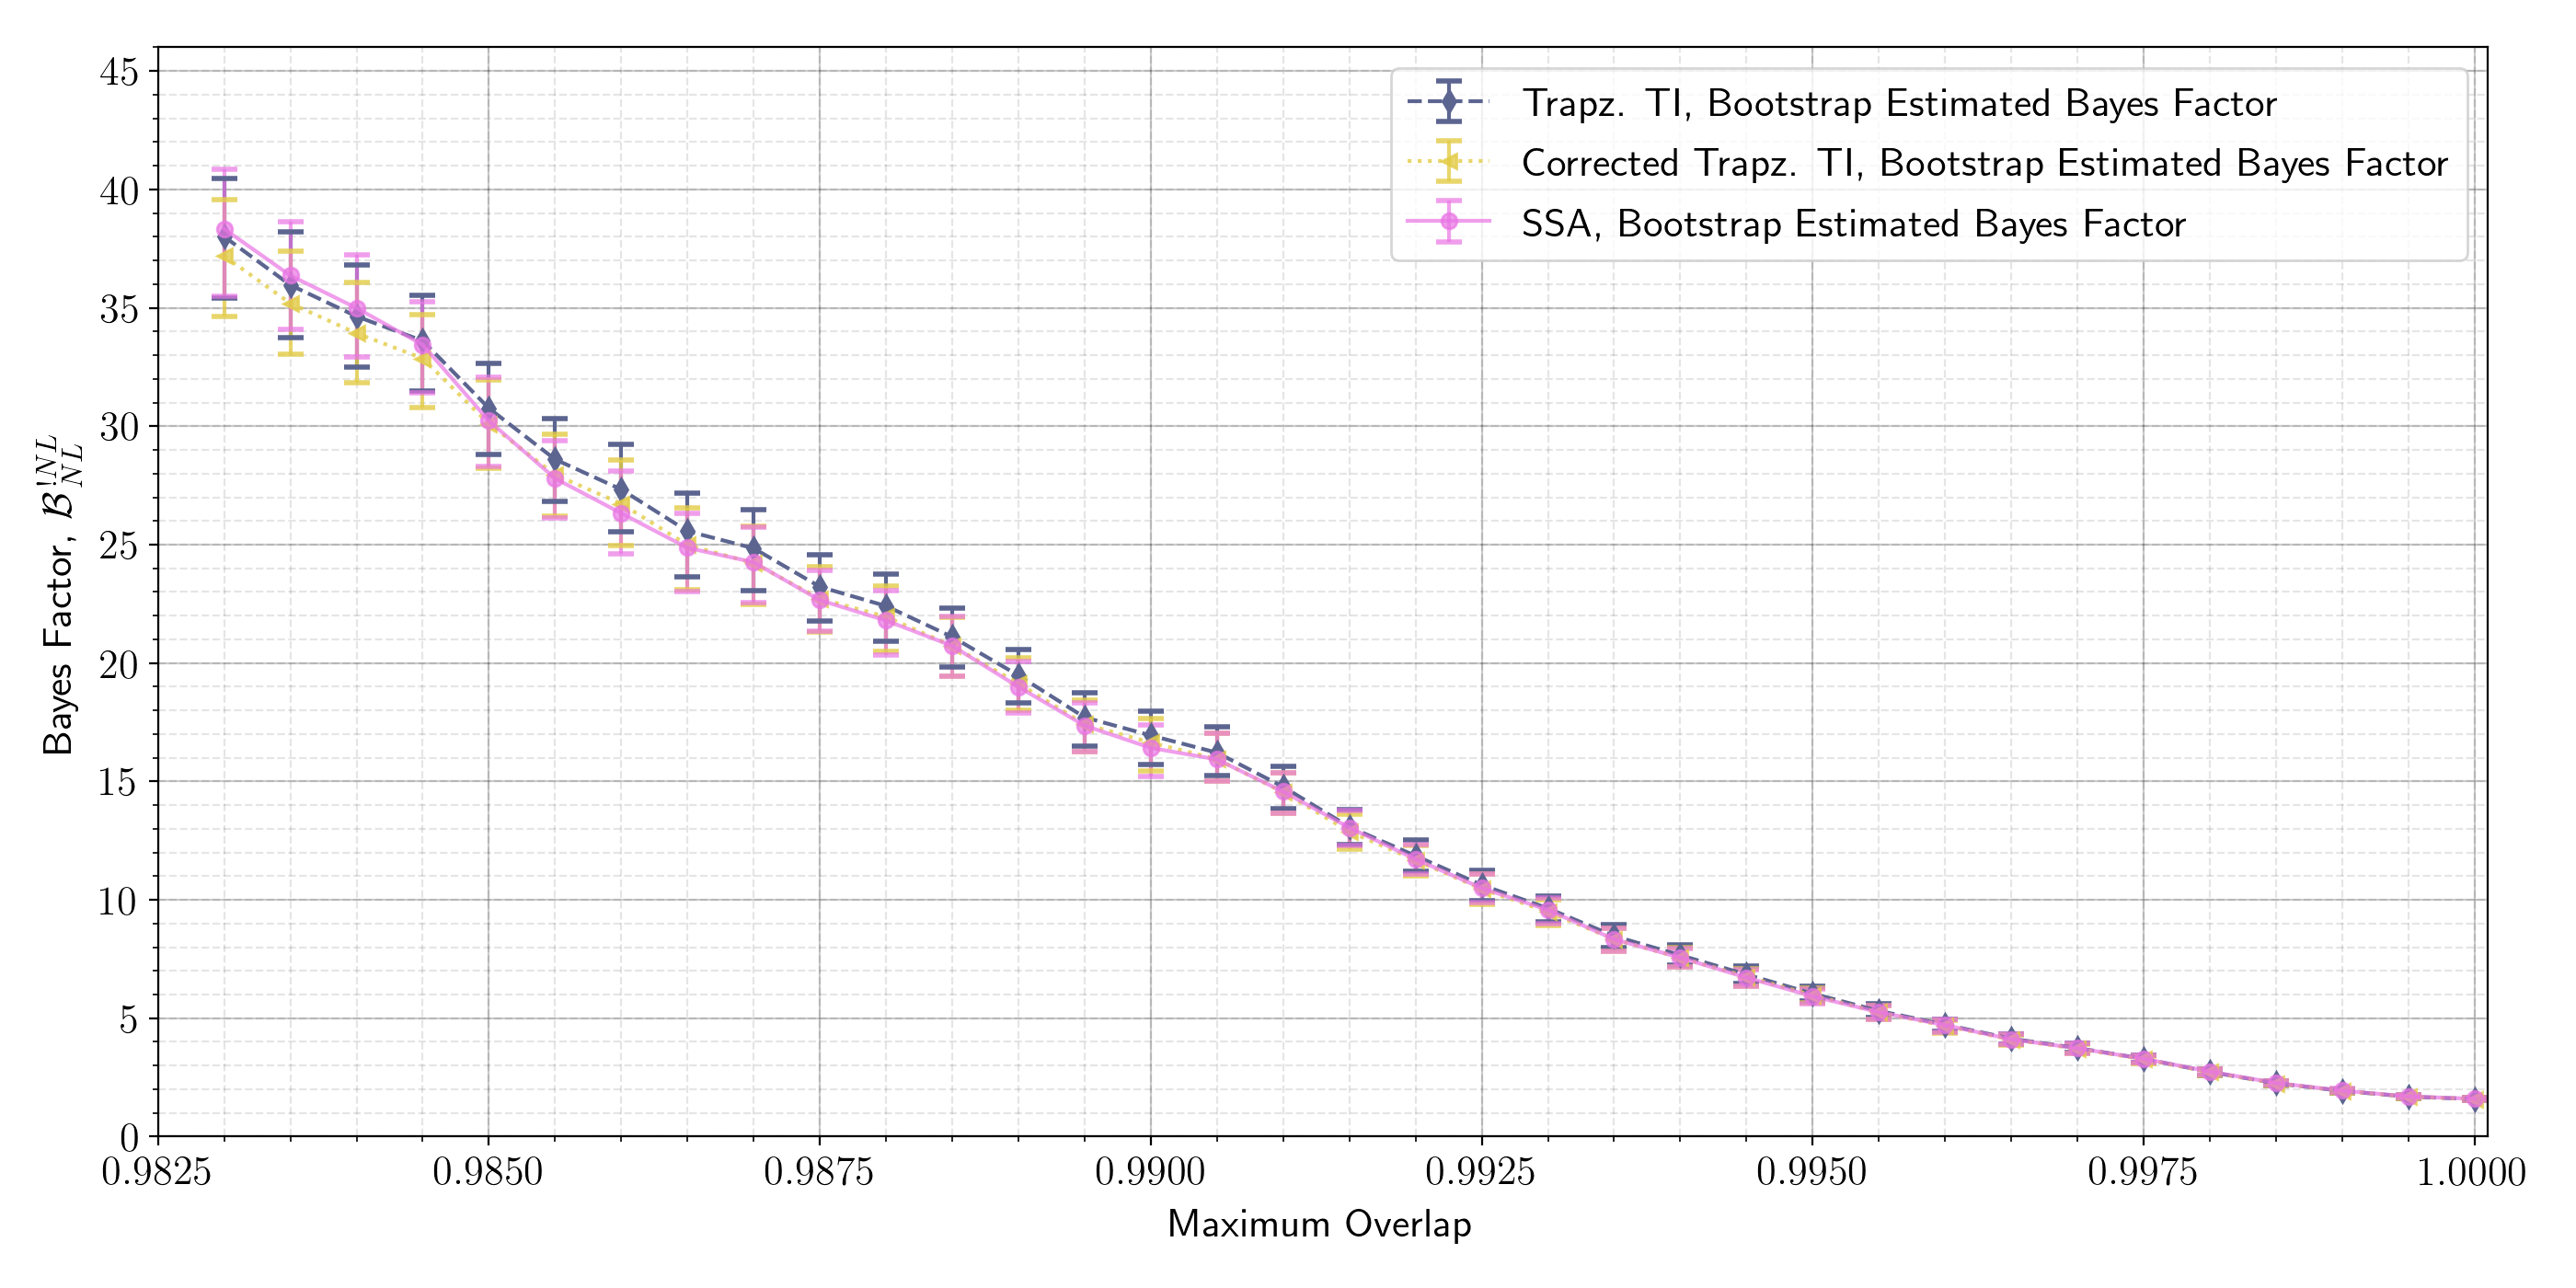 45
40
35
30
25
20
15
10
5
0
Bayes Factor, $\mathcal{B}^{!NL}_{NL}$
Trapz. TI, Bootstrap Estimated Bayes Factor
Corrected Trapz. TI, Bootstrap Estimated Bayes Factor
SSA, Bootstrap Estimated Bayes Factor
0.9825 0.9850 0.9875 0.9900 0.9925 0.9950 0.9975 1.0000
Maximum Overlap